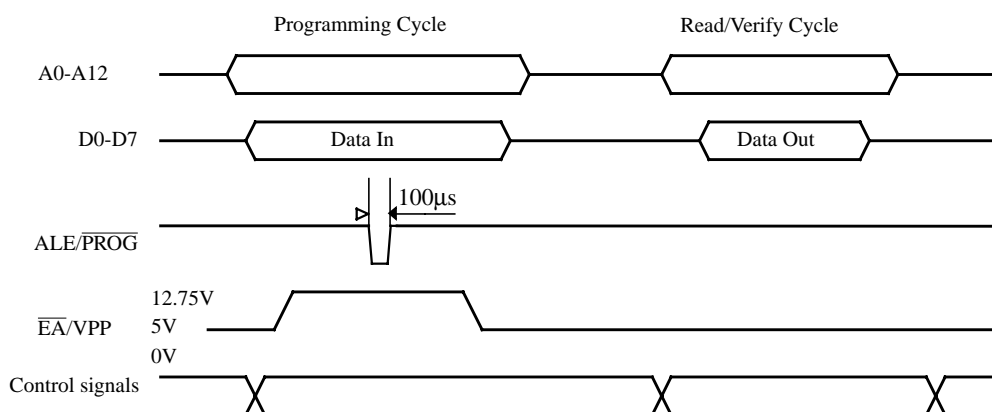 Programming Cycle Read/Verify Cycle
A0-A12
D0-D7 Data In Data Out
100μs
ALE/PROG
12.75V
EA/VPP 5V
0V
Control signals